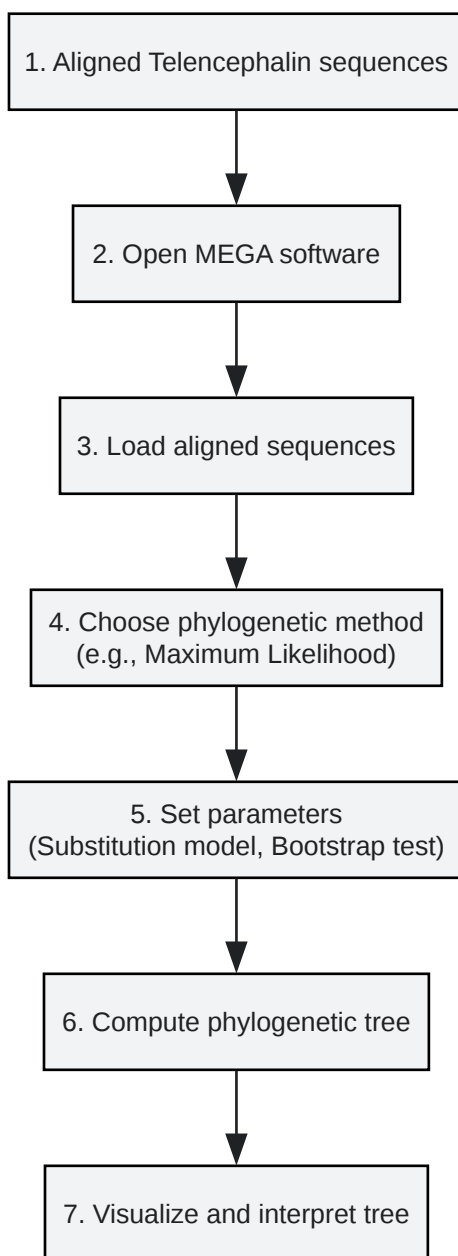 1. Aligned Telencephalin sequences
2. Open MEGA software
3. Load aligned sequences
4. Choose phylogenetic method
(e.g., Maximum Likelihood)
5. Set parameters
(Substitution model, Bootstrap test)
6. Compute phylogenetic tree
7. Visualize and interpret tree